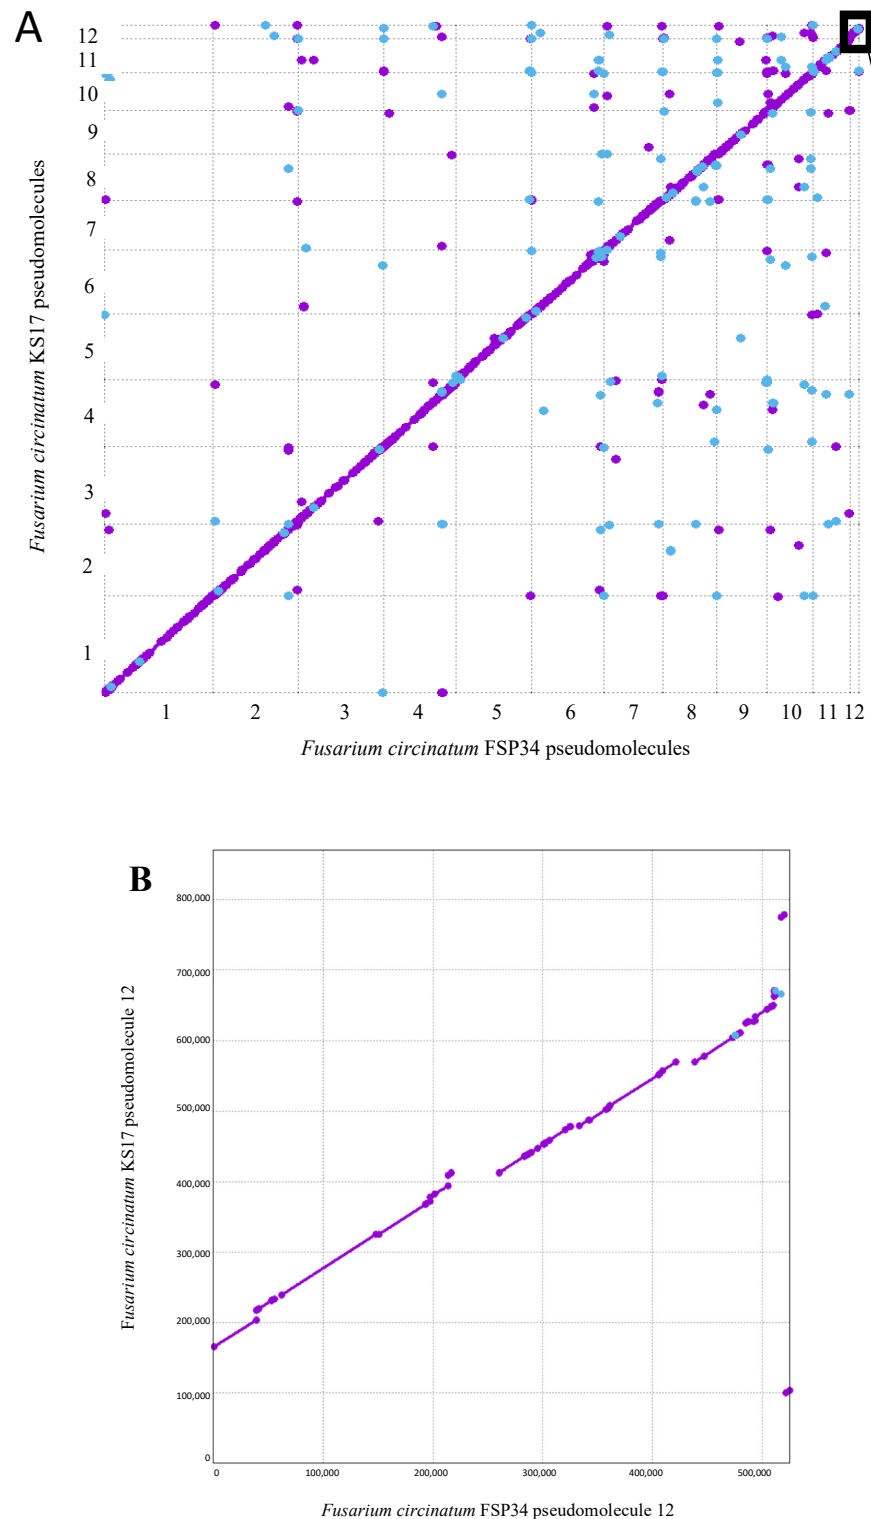 A
12
11
10
9
8
7
6
5
4
3
2
1
Fusarium circinatum KS17 pseudomolecules
1 2 3 4 5 6 7 8 9 10 11 12
Fusarium circinatum FSP34 pseudomolecules
B
800,000
700,000
600,000
500,000
400,000
300,000
200,000
100,000
0
Fusarium circinatum KS17 pseudomolecule 12
0 100,000 200,000 300,000 400,000 500,000
Fusarium circinatum FSP34 pseudomolecule 12